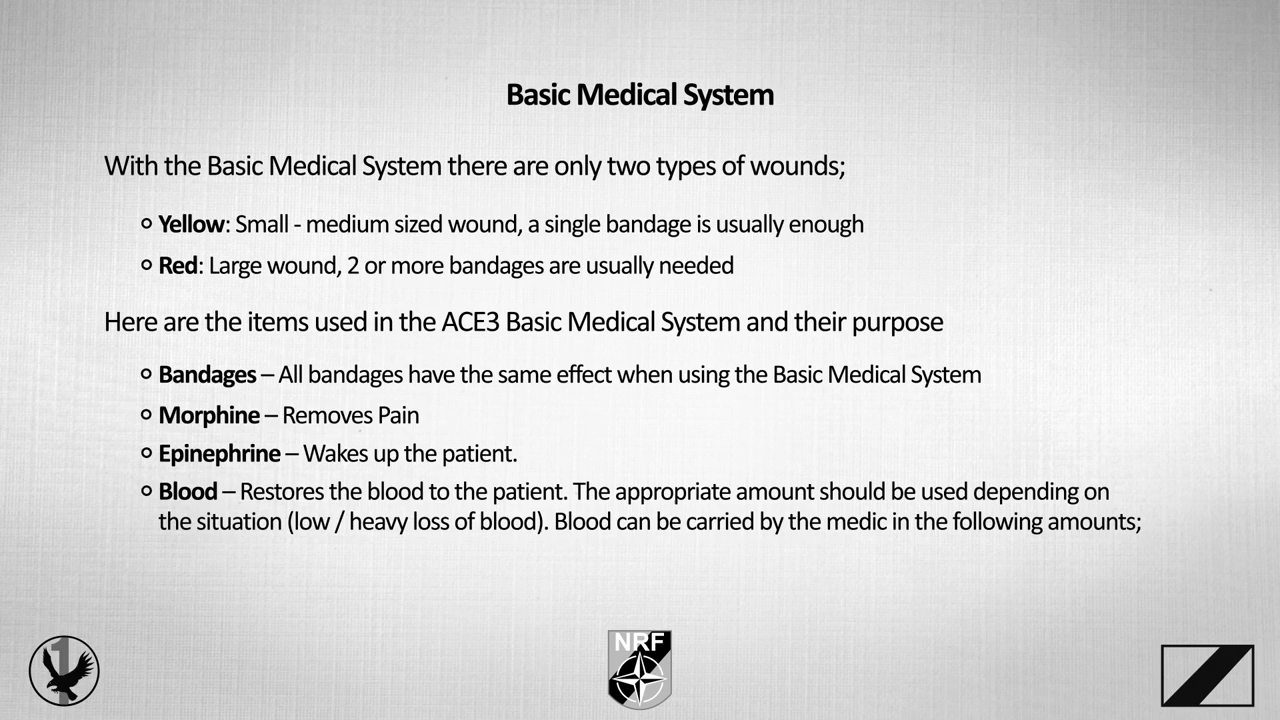 Basic Medical System
With the Basic Medical System there are only two types of wounds;
Yellow: Small - medium sized wound, a single bandage is usually enough
Red: Large wound, 2 or more bandages are usually needed
Here are the items used in the ACE3 Basic Medical System and their purpose
Bandages – All bandages have the same effect when using the Basic Medical System
Morphine – Removes Pain
Epinephrine – Wakes up the patient.
Blood – Restores the blood to the patient. The appropriate amount should be used depending on
the situation (low / heavy loss of blood). Blood can be carried by the medic in the following amounts;
1
NRF